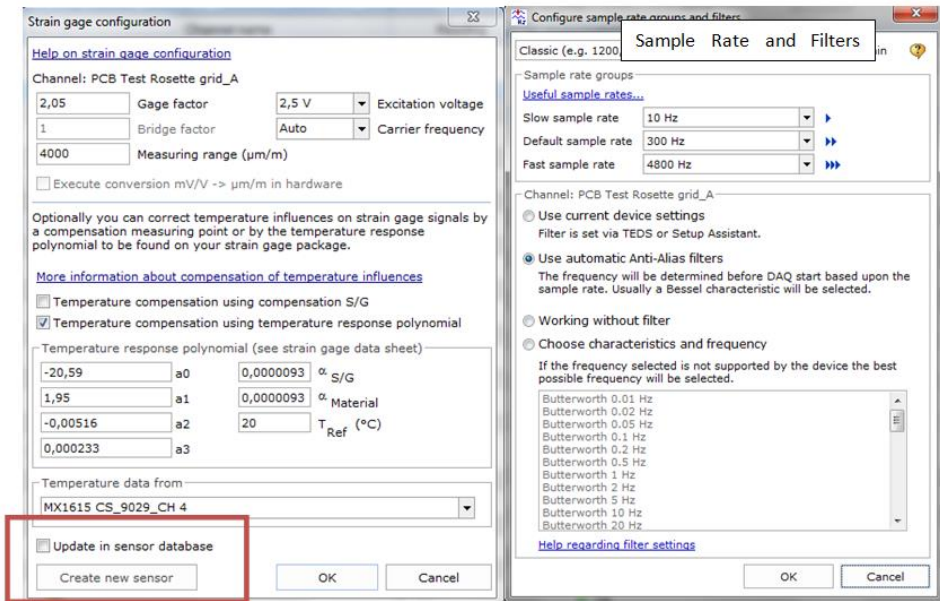 Strain gage configuration
Help on strain gage configuration
Channel: PCB Test Rosette grid_A
2,05 Gage factor 2,5 V Excitation voltage
1 Bridge factor Auto Carrier frequency
4000 Measuring range (µm/m)
Execute conversion mV/V -> µm/m in hardware
Optionally you can correct temperature influences on strain gage signals by
a compensation measuring point or by the temperature response
polynomial to be found on your strain gage package.
More information about compensation of temperature influences
Temperature compensation using compensation S/G
Temperature compensation using temperature response polynomial
Temperature response polynomial (see strain gage data sheet)
-20,59 a0 0,0000093 α S/G
1,95 a1 0,0000093 α Material
-0,00516 a2 20 T Ref (°C)
0,000233 a3
Temperature data from
MX1615 CS_9029_CH 4
Update in sensor database
Create new sensor OK Cancel
Configure sample rate groups and filters
Sample Rate and Filters
Classic (e.g. 1200,
Sample rate groups
Useful sample rates...
Slow sample rate 10 Hz
Default sample rate 300 Hz
Fast sample rate 4800 Hz
Channel: PCB Test Rosette grid_A
Use current device settings
Filter is set via TEDS or Setup Assistant.
Use automatic Anti-Alias filters
The frequency will be determined before DAQ start based upon the
sample rate. Usually a Bessel characteristic will be selected.
Working without filter
Choose characteristics and frequency
If the frequency selected is not supported by the device the best
possible frequency will be selected.
Butterworth 0.01 Hz
Butterworth 0.02 Hz
Butterworth 0.05 Hz
Butterworth 0.1 Hz
Butterworth 0.2 Hz
Butterworth 0.5 Hz
Butterworth 1 Hz
Butterworth 2 Hz
Butterworth 5 Hz
Butterworth 10 Hz
Butterworth 20 Hz
Help regarding filter settings
OK Cancel